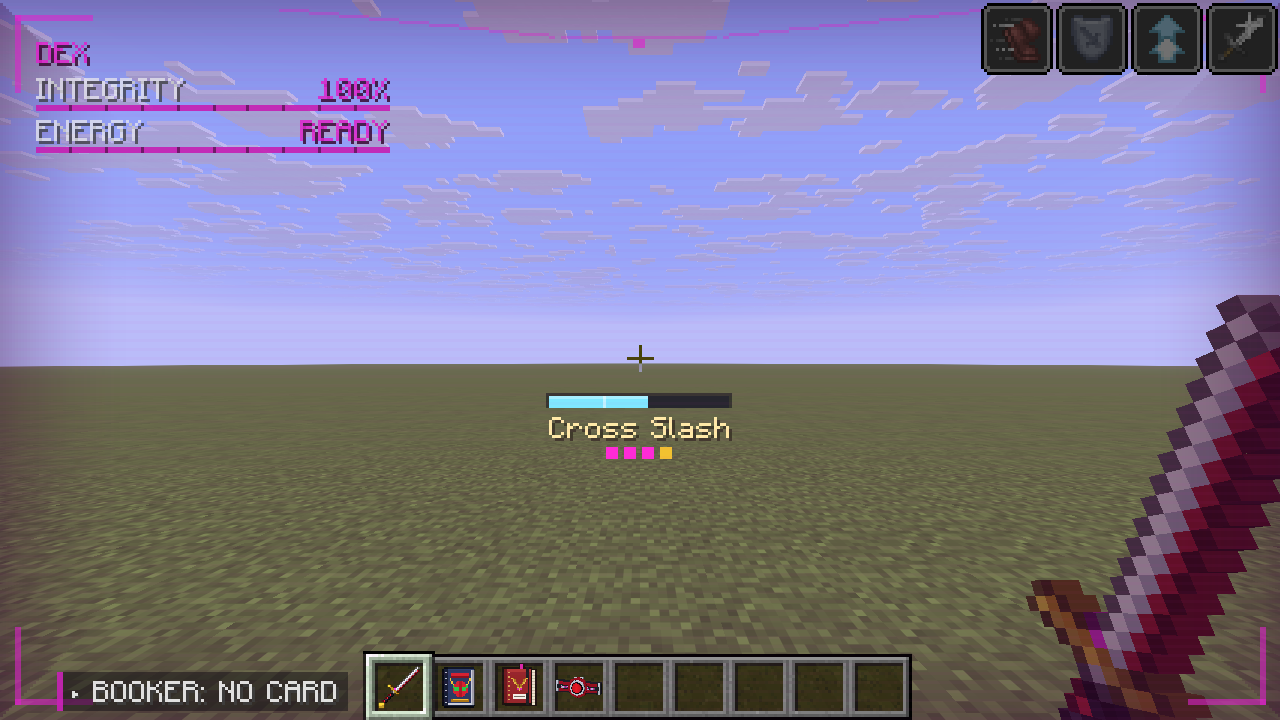 DEX
INTEGRITY 100%
ENERGY READY
Cross Slash
▸ BOOKER: NO CARD